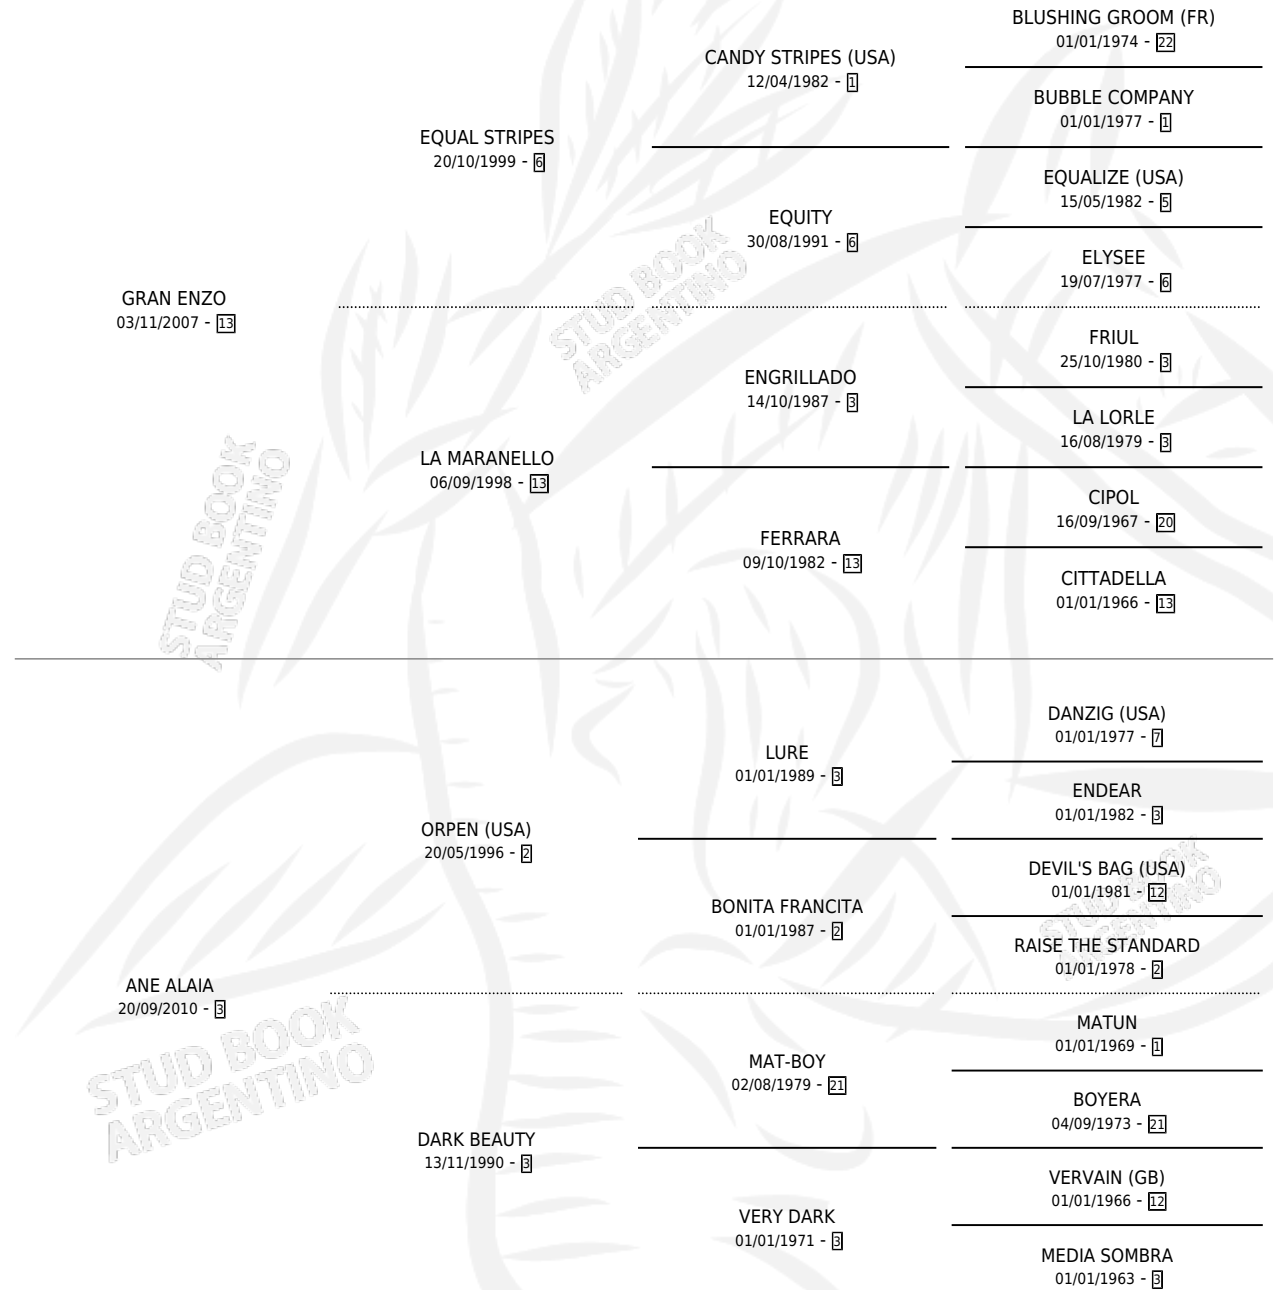 BLUSHING GROOM (FR)
01/01/1974 - 22
CANDY STRIPES (USA)
12/04/1982 - 1
BUBBLE COMPANY
01/01/1977 - 1
EQUAL STRIPES
20/10/1999 - 6
EQUALIZE (USA)
15/05/1982 - 5
EQUITY
30/08/1991 - 6
ELYSEE
19/07/1977 - 6
GRAN ENZO
03/11/2007 - 13
FRIUL
25/10/1980 - 3
ENGRILLADO
14/10/1987 - 3
LA LORLE
16/08/1979 - 3
LA MARANELLO
06/09/1998 - 13
CIPOL
16/09/1967 - 20
FERRARA
09/10/1982 - 13
CITTADELLA
01/01/1966 - 13
DANZIG (USA)
01/01/1977 - 7
LURE
01/01/1989 - 3
ENDEAR
01/01/1982 - 3
ORPEN (USA)
20/05/1996 - 2
DEVIL'S BAG (USA)
01/01/1981 - 12
BONITA FRANCITA
01/01/1987 - 2
RAISE THE STANDARD
01/01/1978 - 2
ANE ALAIA
20/09/2010 - 3
MATUN
01/01/1969 - 1
MAT-BOY
02/08/1979 - 21
BOYERA
04/09/1973 - 21
DARK BEAUTY
13/11/1990 - 3
VERVAIN (GB)
01/01/1966 - 12
VERY DARK
01/01/1971 - 3
MEDIA SOMBRA
01/01/1963 - 3
STUD BOOK
ARGENTINO
STUD BOOK
ARGENTINO
STUD BOOK
ARGENTINO
STUD BOOK
ARGENTINO